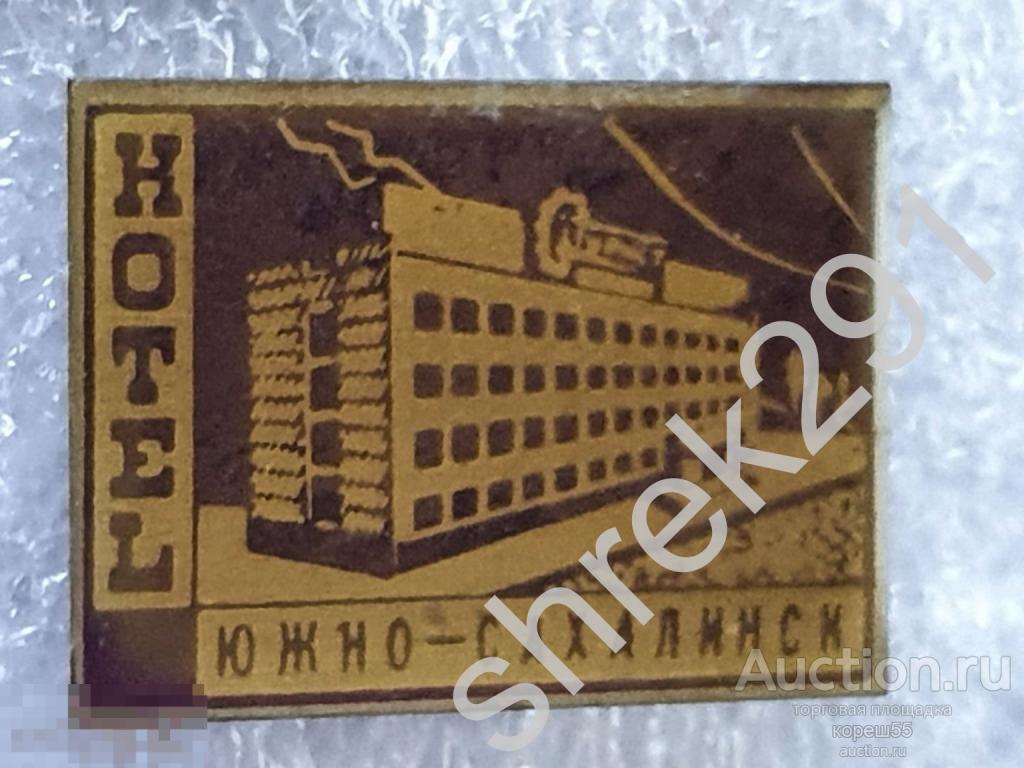 HOTEL
ЮЖНО-САХАЛИНСК
shrek291
Auction.ru
торговая площадка
кореш55
auction.ru